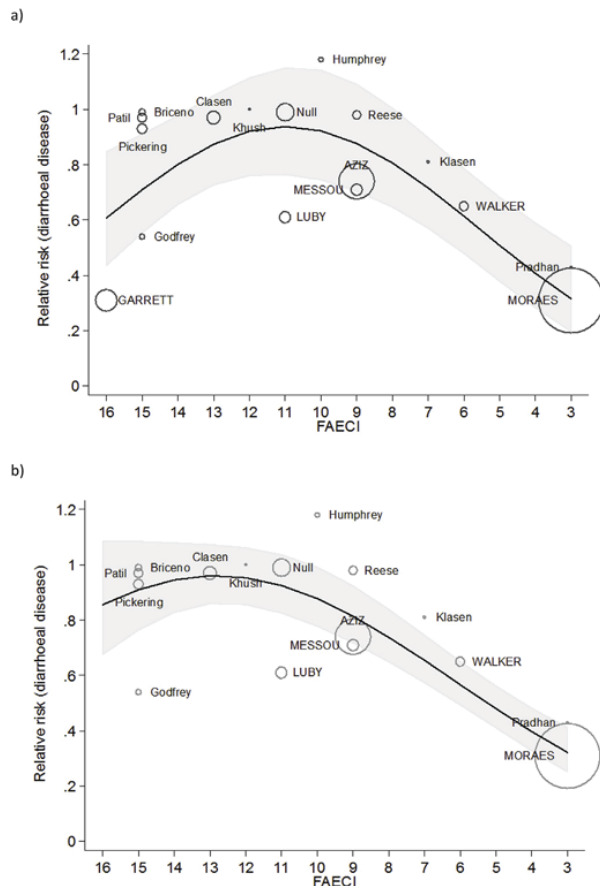 a)
Relative risk (diarrhoeal disease)
1.2
1
.8
.6
.4
.2
0
Humphrey
Briceno
Patil
Pickering
Clasen
Khush
Null
Reese
AZIZ
MESSOU
Klasen
LUBY
WALKER
Godfrey
GARRETT
Pradhan
MORAES
16 15 14 13 12 11 10 9 8 7 6 5 4 3
FAECI
b)
Relative risk (diarrhoeal disease)
1.2
1
.8
.6
.4
.2
0
Humphrey
Briceno
Patil
Pickering
Clasen
Khush
Null
Reese
AZIZ
MESSOU
Klasen
LUBY
WALKER
Godfrey
Pradhan
MORAES
16 15 14 13 12 11 10 9 8 7 6 5 4 3
FAECI